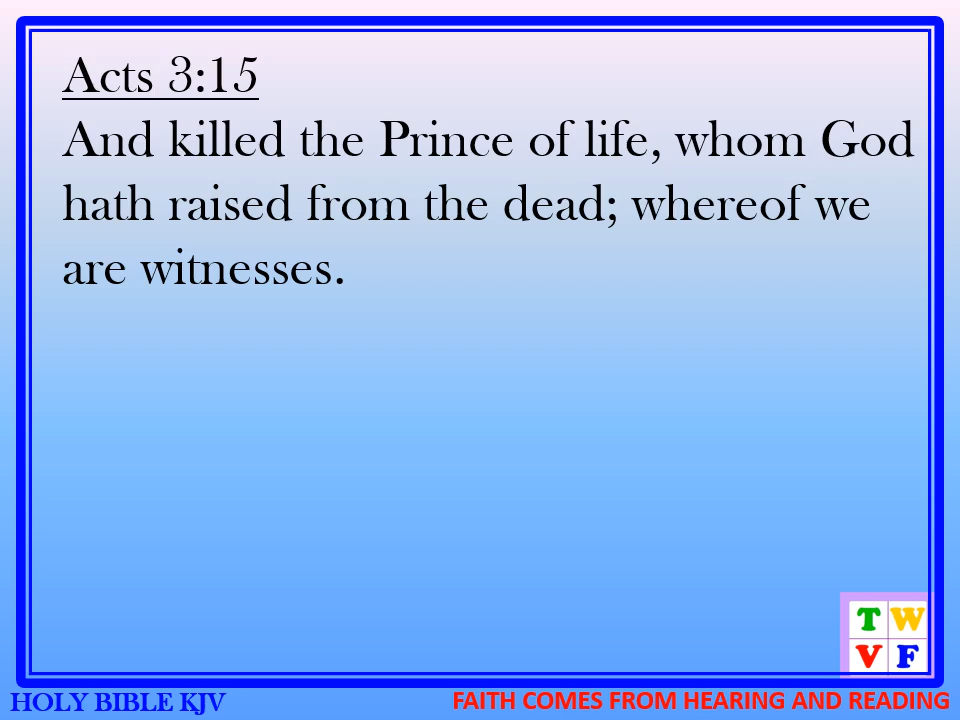 Acts 3:15
And killed the Prince of life, whom God
hath raised from the dead; whereof we
are witnesses.
T W
V F
HOLY BIBLE KJV
FAITH COMES FROM HEARING AND READING